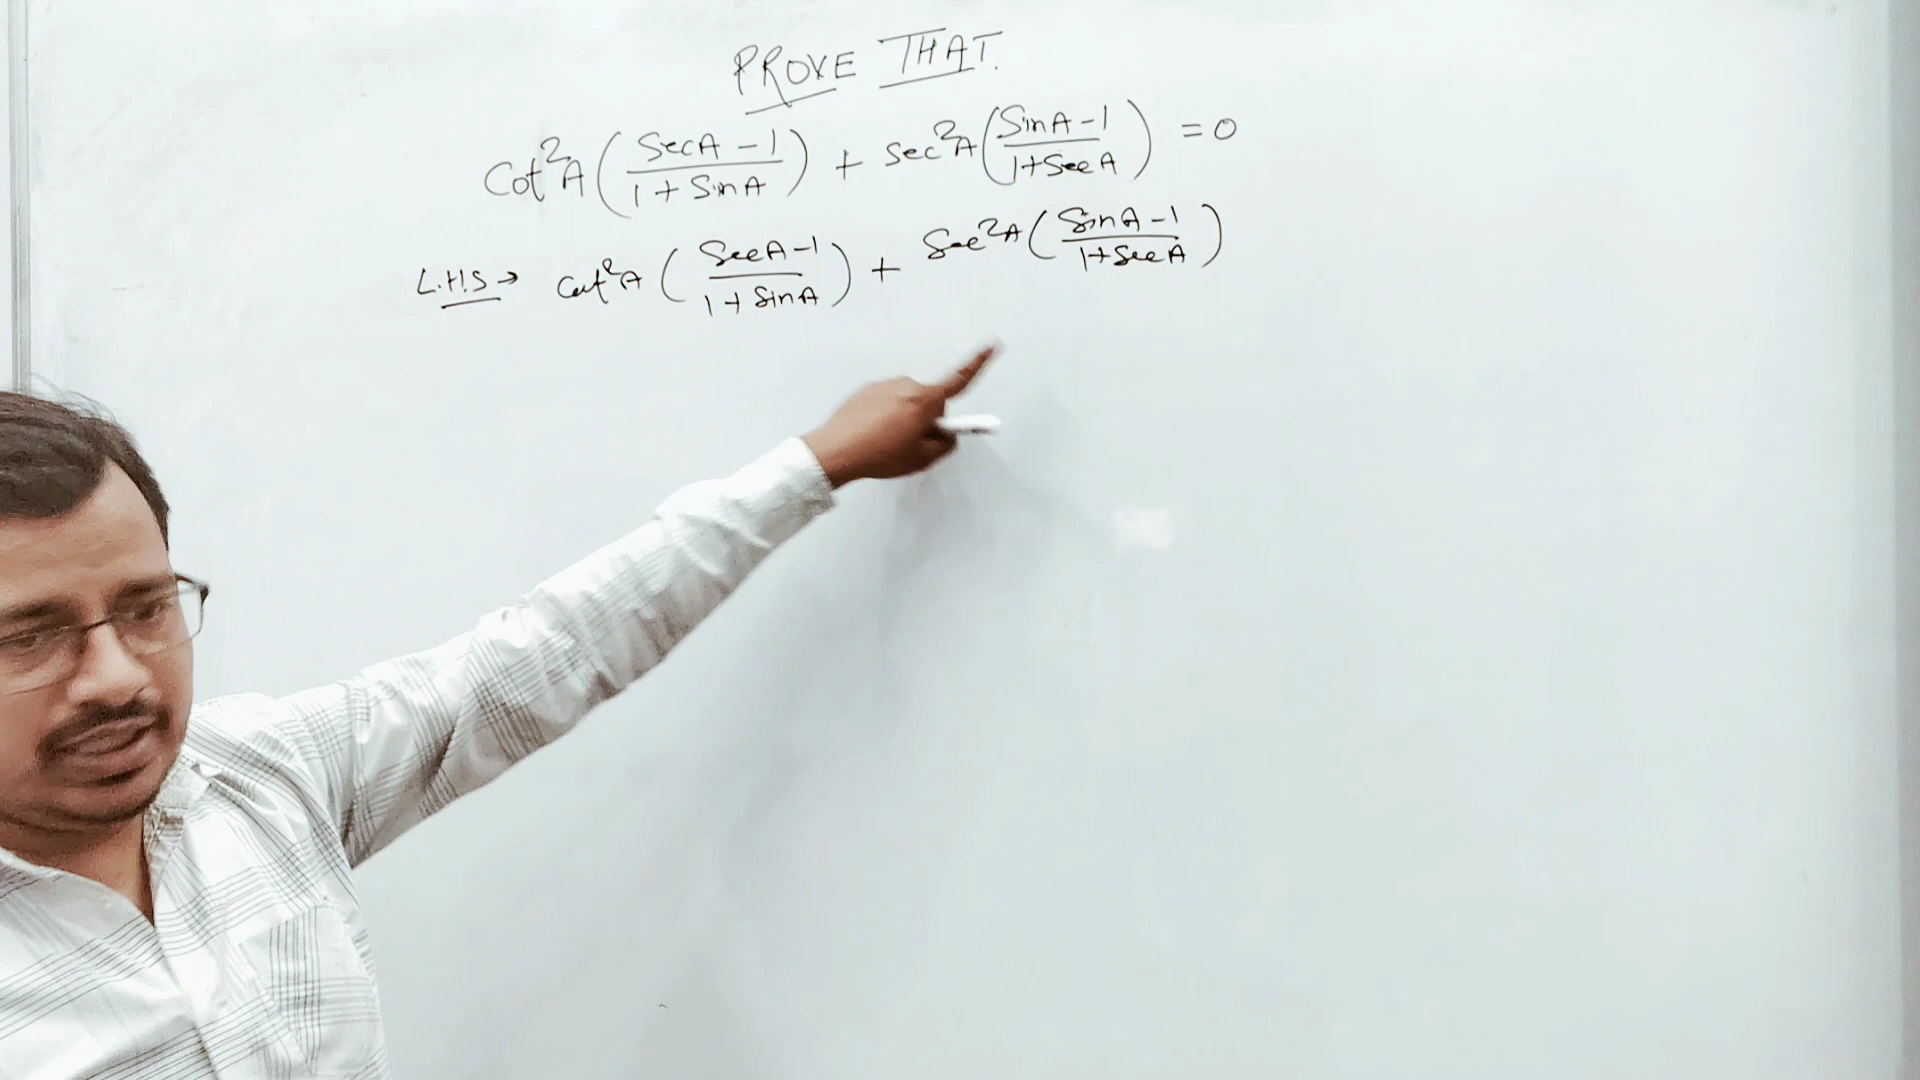 PROVE THAT.
Cot²A (SecA - 1 / 1 + SinA) + Sec²A (SinA - 1 / 1 + SecA) = 0
L.H.S → Cot²A (SecA - 1 / 1 + SinA) + Sec²A (SinA - 1 / 1 + SecA)